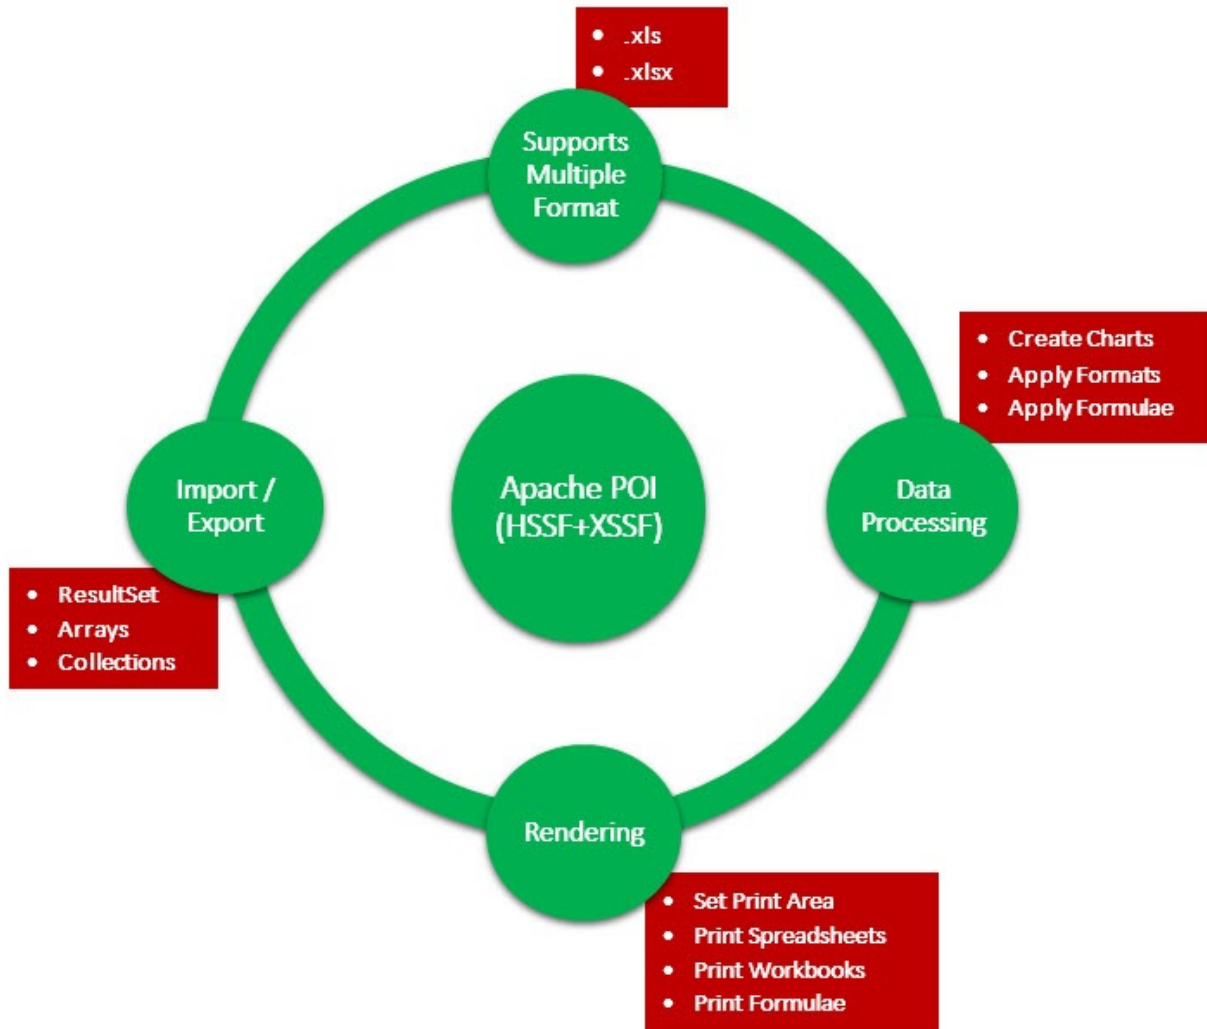 • .xls
• .xlsx
Supports
Multiple
Format
• Create Charts
• Apply Formats
• Apply Formulae
Data
Processing
Apache POI
(HSSF+XSSF)
Import /
Export
• ResultSet
• Arrays
• Collections
Rendering
• Set Print Area
• Print Spreadsheets
• Print Workbooks
• Print Formulae